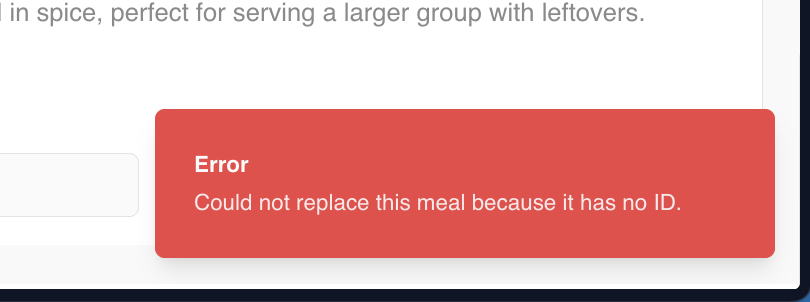 in spice, perfect for serving a larger group with leftovers.
Error
Could not replace this meal because it has no ID.